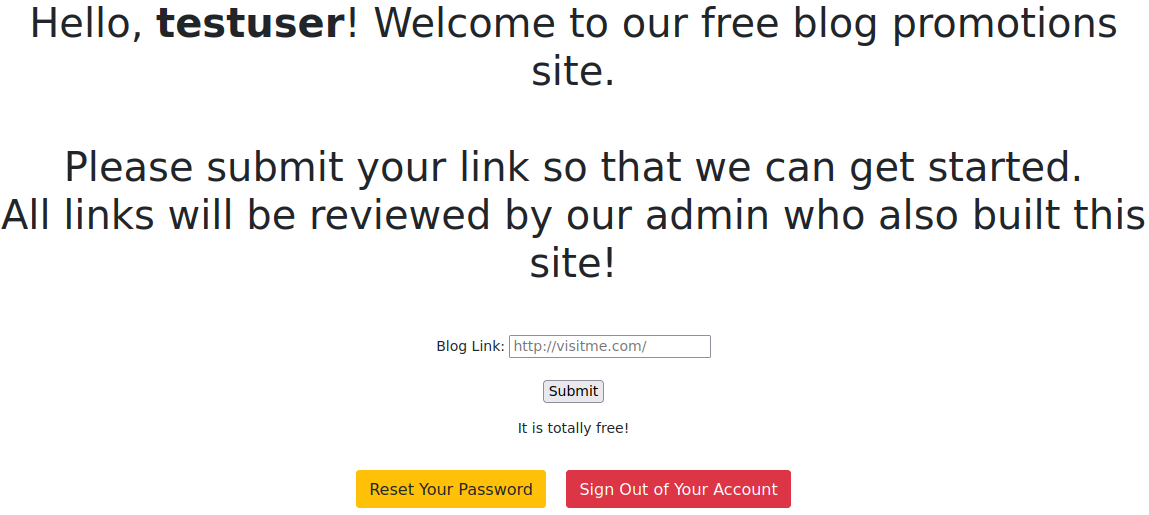 Hello, testuser! Welcome to our free blog promotions
site.
Please submit your link so that we can get started.
All links will be reviewed by our admin who also built this
site!
Blog Link: http://visitme.com/
Submit
It is totally free!
Reset Your Password Sign Out of Your Account